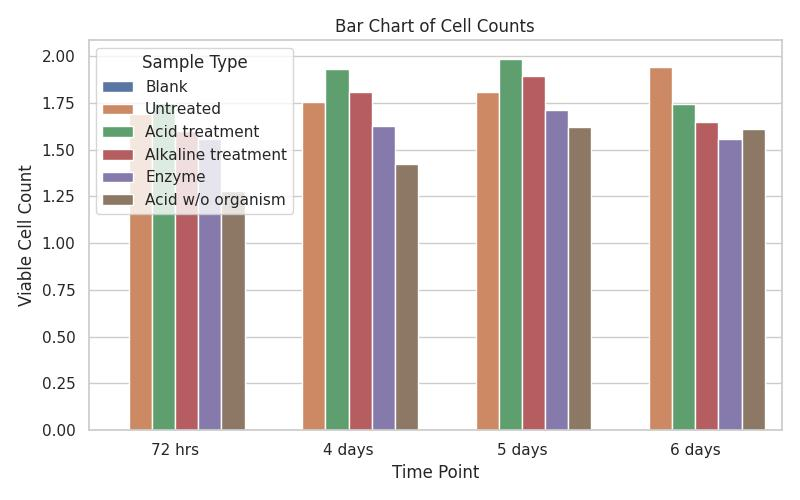 Bar Chart of Cell Counts
Viable Cell Count
2.00
1.75
1.50
1.25
1.00
0.75
0.50
0.25
0.00
Sample Type
Blank
Untreated
Acid treatment
Alkaline treatment
Enzyme
Acid w/o organism
72 hrs 4 days 5 days 6 days
Time Point